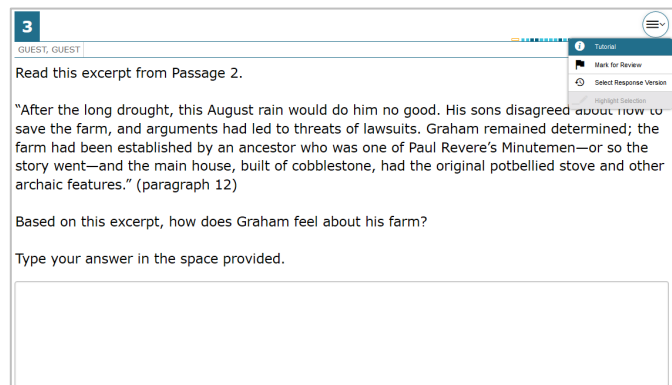 3
GUEST, GUEST
Tutorial
Mark for Review
Select Response Version
Highlight Selection
Read this excerpt from Passage 2.
“After the long drought, this August rain would do him no good. His sons disagreed about how to
save the farm, and arguments had led to threats of lawsuits. Graham remained determined; the
farm had been established by an ancestor who was one of Paul Revere’s Minutemen—or so the
story went—and the main house, built of cobblestone, had the original potbellied stove and other
archaic features.” (paragraph 12)
Based on this excerpt, how does Graham feel about his farm?
Type your answer in the space provided.